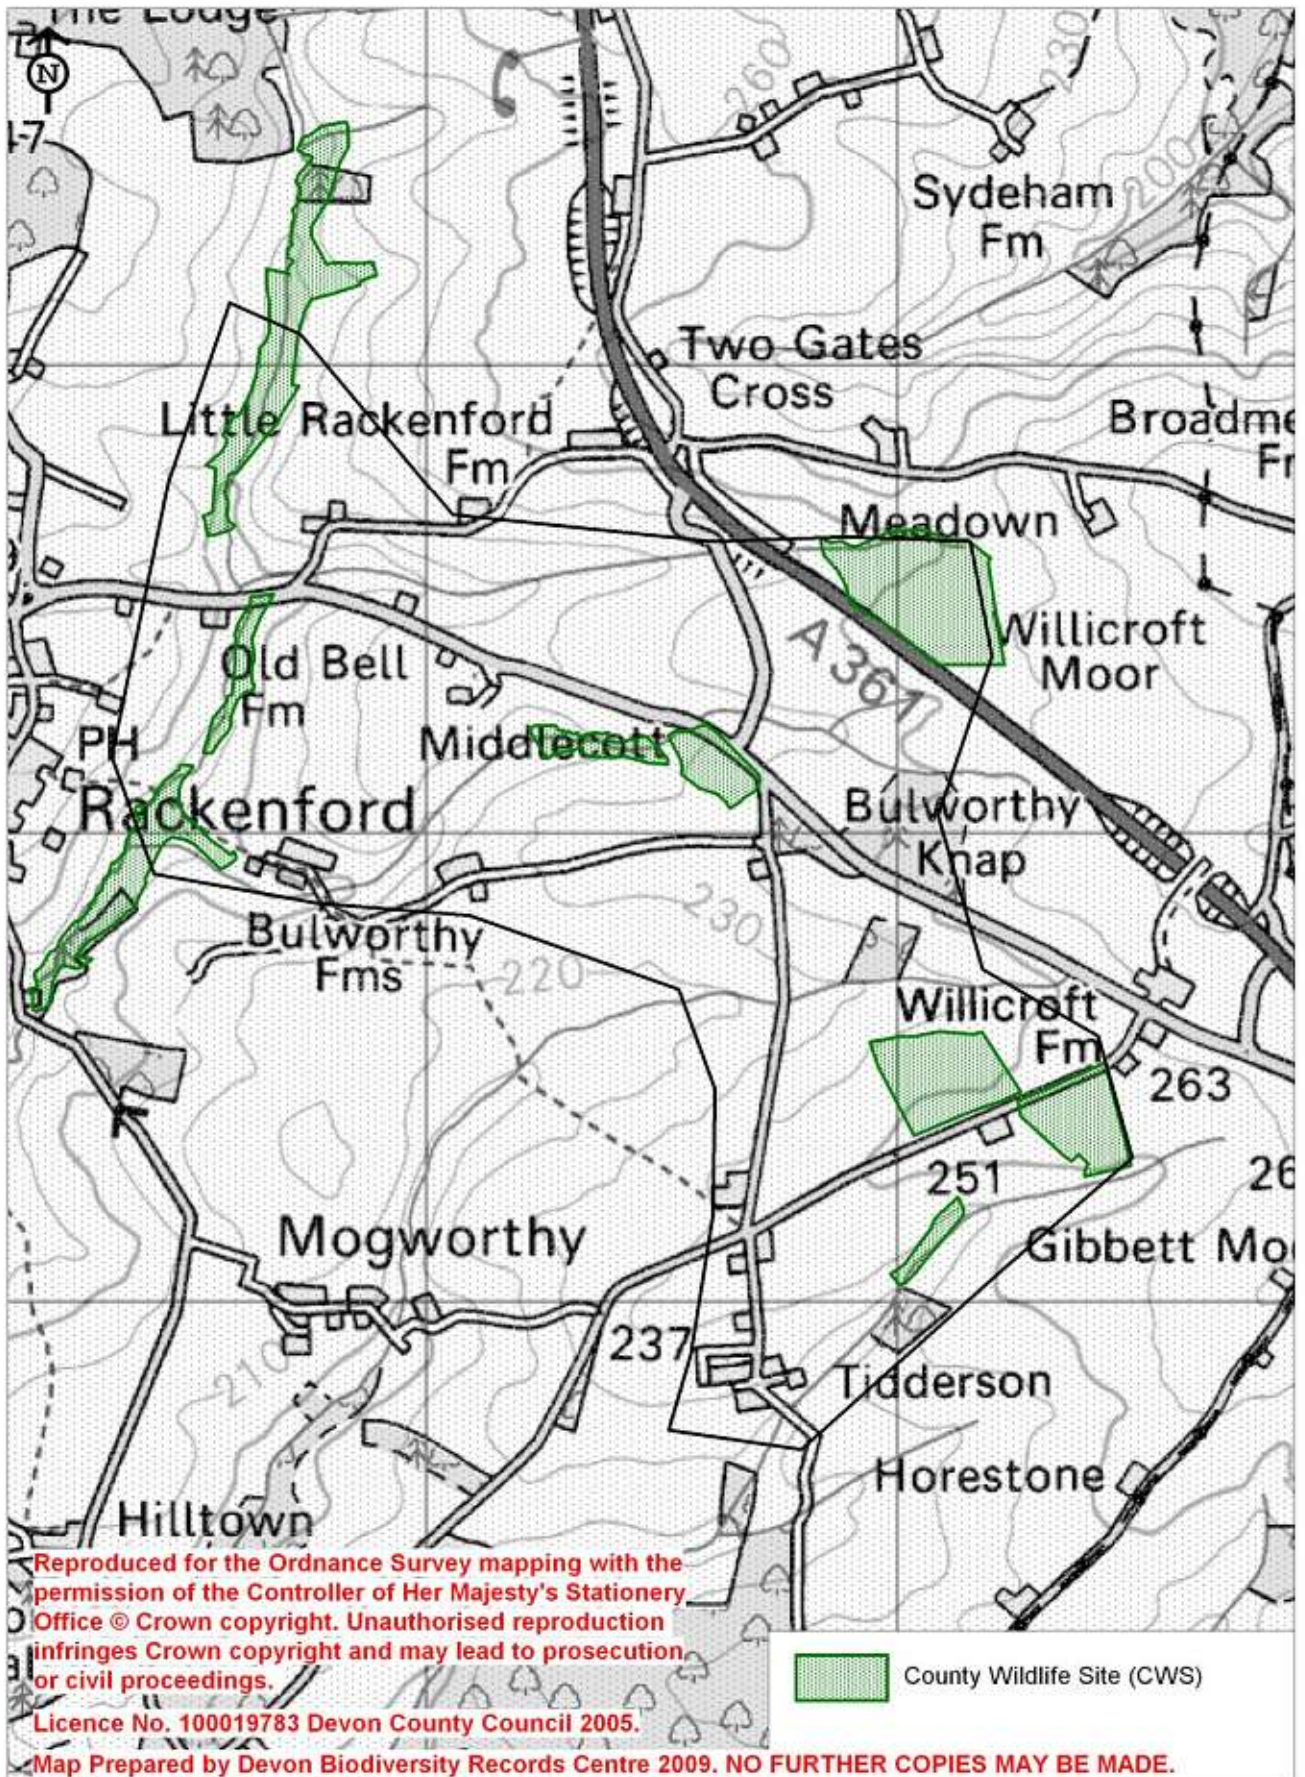 The Lodge
N
260
230
Sydeham
Fm
200
Two Gates
Cross
Little Rackenford
Fm
Meadown
Willicroft
Moor
A 361
Old Bell
Fm
PH
Middlecott
Rackenford
Bulworthy
Knap
230
Bulworthy
Fms
220
Willicroft
Fm
263
251
Mogworthy
237
210
Tidderson
Horestone
Hilltown
Reproduced for the Ordnance Survey mapping with the
permission of the Controller of Her Majesty's Stationery
Office © Crown copyright. Unauthorised reproduction
infringes Crown copyright and may lead to prosecution
or civil proceedings.
County Wildlife Site (CWS)
Licence No. 100019783 Devon County Council 2005.
Map Prepared by Devon Biodiversity Records Centre 2009. NO FURTHER COPIES MAY BE MADE.